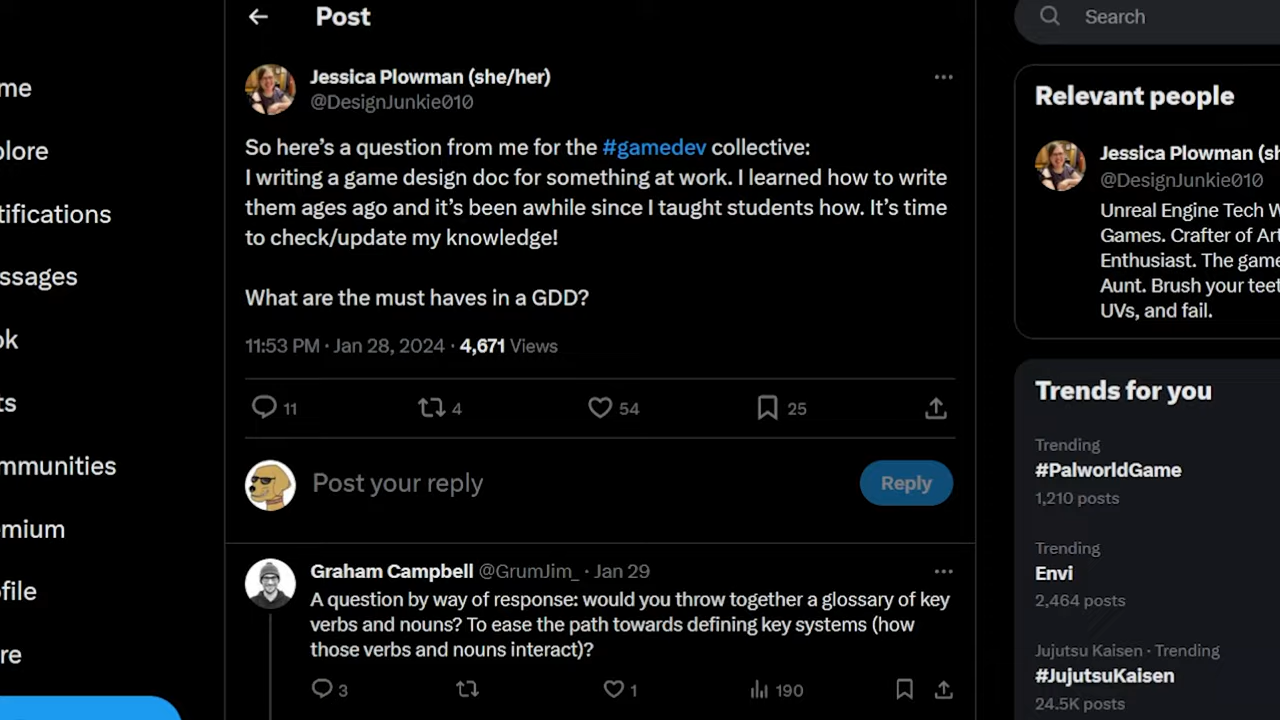 Post
Search
me
lore
tifications
ssages
ok
ts
mmunities
mium
file
re
Jessica Plowman (she/her)
@DesignJunkie010
So here's a question from me for the #gamedev collective:
I writing a game design doc for something at work. I learned how to write
them ages ago and it's been awhile since I taught students how. It's time
to check/update my knowledge!
What are the must haves in a GDD?
11:53 PM · Jan 28, 2024 · 4,671 Views
11 4 54 25
Post your reply
Reply
Graham Campbell @GrumJim_ · Jan 29
A question by way of response: would you throw together a glossary of key
verbs and nouns? To ease the path towards defining key systems (how
those verbs and nouns interact)?
3 1 190
Relevant people
Jessica Plowman (sh
@DesignJunkie010
Unreal Engine Tech W
Games. Crafter of Art
Enthusiast. The game
Aunt. Brush your teet
UVs, and fail.
Trends for you
Trending
#PalworldGame
1,210 posts
Trending
Envi
2,464 posts
Jujutsu Kaisen · Trending
#JujutsuKaisen
24.5K posts